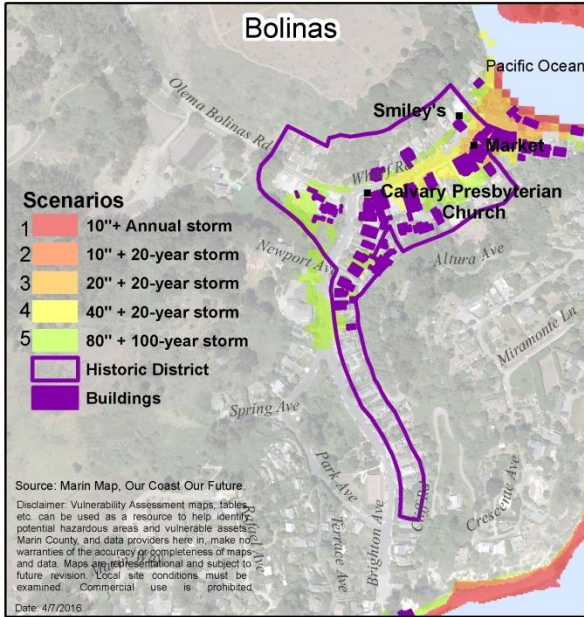 Bolinas
Pacific Ocean
Olema Bolinas Rd
Smiley's
Market
Wharf Rd
Calvary Presbyterian
Church
Scenarios
1 10"+ Annual storm
2 10" + 20-year storm
3 20" + 20-year storm
4 40" + 20-year storm
5 80" + 100-year storm
Historic District
Buildings
Newport Ave
Altura Ave
Miramonte Ln
Spring Ave
Park Ave
Crescente Ave
Terrace Ave
Brighton Ave
Source: Marin Map, Our Coast Our Future.
Disclaimer: Vulnerability Assessment maps, tables,
etc. can be used as a resource to help identify
potential hazardous areas and vulnerable assets.
Marin County, and data providers here in, make no
warranties of the accuracy or completeness of maps
and data. Maps are representational and subject to
future revision. Local site conditions must be
examined. Commercial use is prohibited.
Date: 4/7/2016